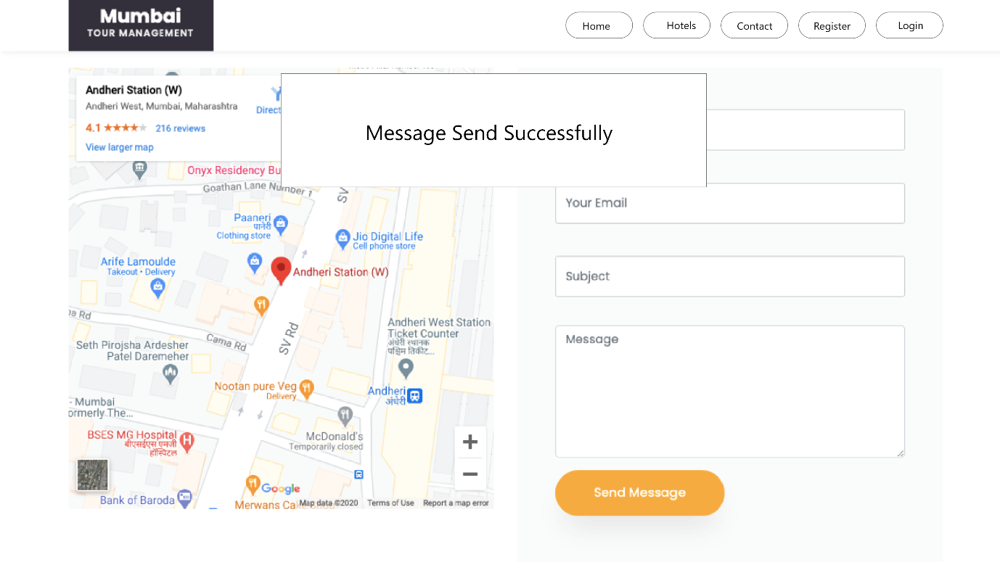 Mumbai
TOUR MANAGEMENT
Home
Hotels
Contact
Register
Login
Andheri Station (W)
Andheri West, Mumbai, Maharashtra
Direct
4.1
216 reviews
View larger map
Message Send Successfully
Onyx Residency Bu
Goathan Lane Number 1
SV
Paaneri
पानेरी
Clothing store
Jio Digital Life
Cell phone store
Arife Lamoulde
Takeout • Delivery
Andheri Station (W)
ma Rd
Cama Rd
SV Rd
Andheri West Station
Ticket Counter
अंधेरी स्थानक
पश्चिम तिकीट...
Seth Pirojsha Ardesher
Patel Daremeher
Nootan pure Veg
Delivery
Andheri
अंधेरी
- Mumbai
ormerly The...
BSES MG Hospital
बीएसईएस एमजी
हॉस्पिटल
McDonald's
Temporarily closed
Bank of Baroda
Google
Merwans Cake Shop
Map data ©2020
Terms of Use
Report a map error
Your Email
Subject
Message
Send Message